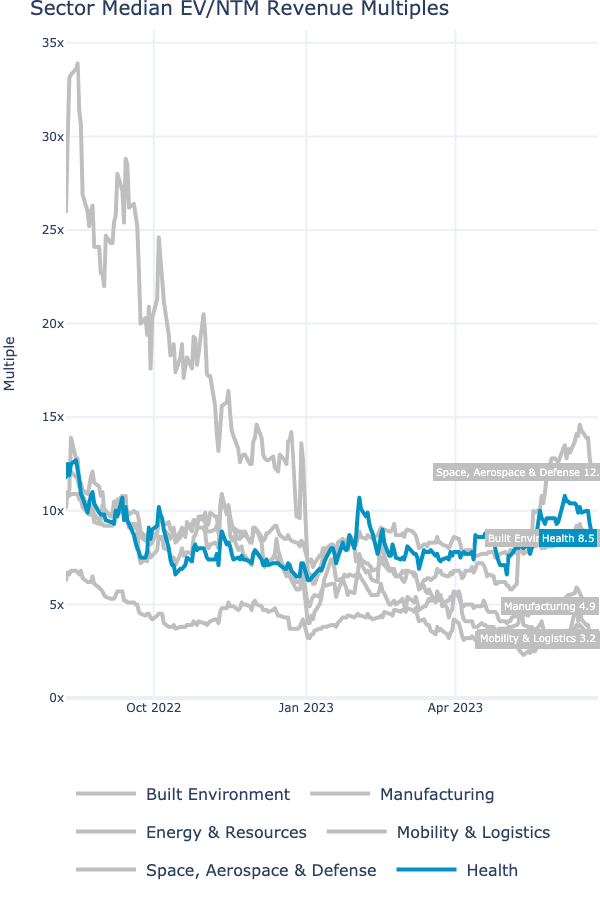 Sector Median EV/NTM Revenue Multiples
35x
30x
25x
20x
15x
10x
5x
0x
Multiple
Space, Aerospace & Defense 12.
Built Envir
Health 8.5
Manufacturing 4.9
Mobility & Logistics 3.2
Oct 2022
Jan 2023
Apr 2023
Built Environment
Manufacturing
Energy & Resources
Mobility & Logistics
Space, Aerospace & Defense
Health